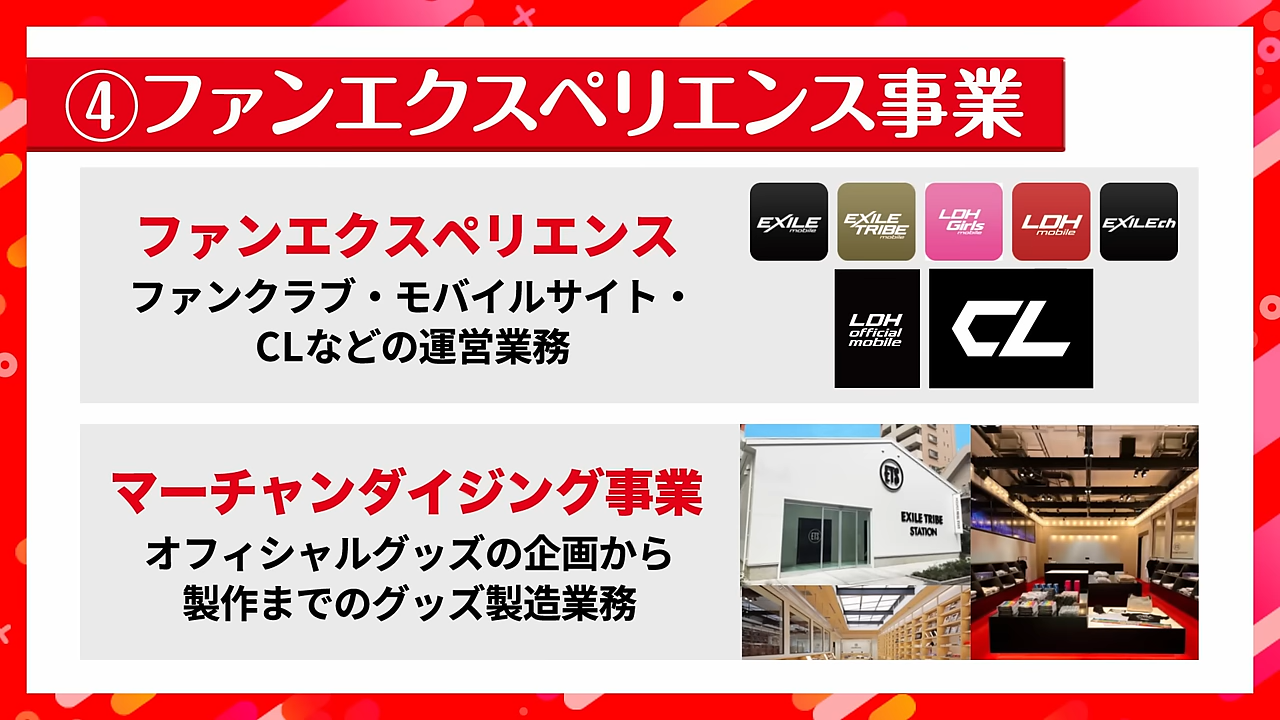 ④ファンエクスペリエンス事業
ファンエクスペリエンス
ファンクラブ・モバイルサイト・
CLなどの運営業務
EXILE
mobile
EXILE
TRIBE
mobile
LDH
Girls
mobile
LDH
mobile
EXILEch
LDH
official
mobile
CL
マーチャンダイジング事業
オフィシャルグッズの企画から
製作までのグッズ製造業務
ETS
EXILE TRIBE
STATION
ETS